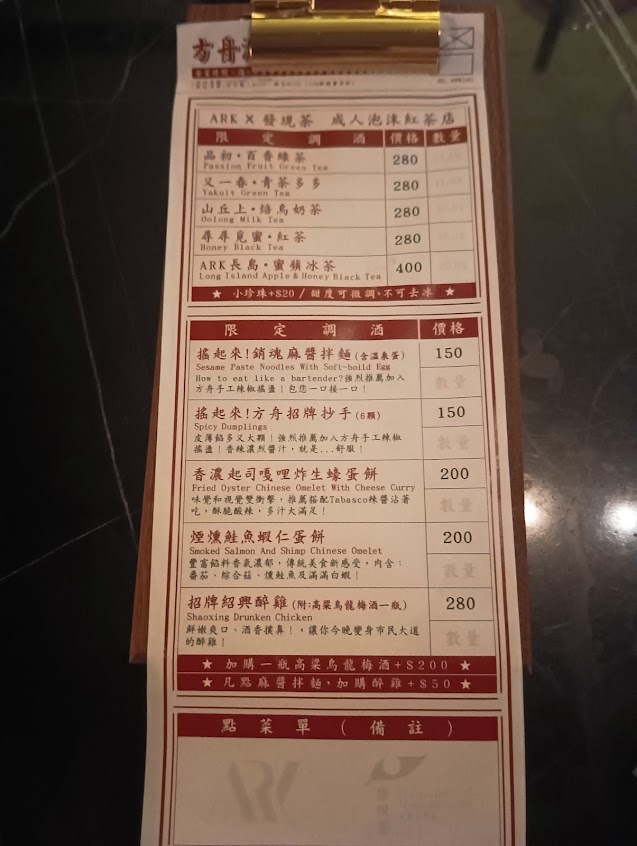 方舟
ARK X 發現茶 成人泡沫紅茶店
限定調酒 價格 數量
品初・百香綠茶 280
Passion Fruit Green Tea
又一春・青茶多多 280
Yakult Green Tea
山丘上・焙烏奶茶 280
Oolong Milk Tea
尋尋覓蜜・紅茶 280
Honey Black Tea
ARK長島・蜜蘋冰茶 400
Long Island Apple & Honey Black Tea
★ 小珍珠+$20 / 甜度可微調,不可去冰 ★
限定調酒 價格
搖起來!銷魂麻醬拌麵(含溫泉蛋) 150
Sesame Paste Noodles With Soft-boild Egg
How to eat like a bartender?強烈推薦加入 數量
方舟手工辣椒搖盪!包您一口接一口!
搖起來!方舟招牌抄手(6顆) 150
Spicy Dumplings
皮薄餡多又大顆!強烈推薦加入方舟手工辣椒 數量
搖盪!香辣濃烈醬汁,就是...舒服!
香濃起司嘎哩炸生蠔蛋餅 200
Fried Oyster Chinese Omelet With Cheese Curry
味覺和視覺雙衝擊,推薦搭配Tabasco辣醬沾著 數量
吃,酥脆酸辣,多汁大滿足!
煙燻鮭魚蝦仁蛋餅 200
Smoked Salmon And Shimp Chinese Omelet
豐富餡料香氣濃郁,傳統美食新感受,內含: 數量
番茄、綜合菇、燻鮭魚及滿滿白蝦!
招牌紹興醉雞(附:高粱烏龍梅酒一瓶) 280
Shaoxing Drunken Chicken
鮮嫩爽口、酒香撲鼻!,讓你今晚變身市民大道 數量
的醉雞!
★ 加購一瓶高粱烏龍梅酒+$200 ★
★ 凡點麻醬拌麵,加購醉雞+$50 ★
點菜單(備註)